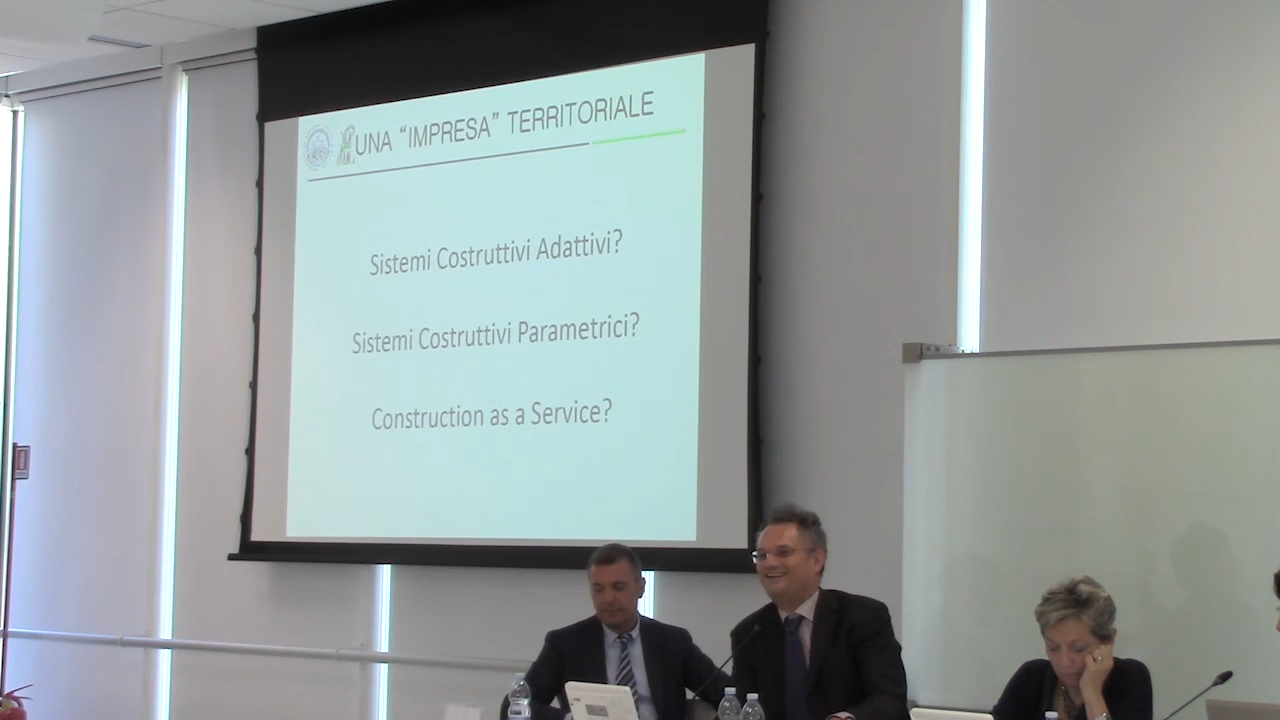 UNA “IMPRESA” TERRITORIALE
Sistemi Costruttivi Adattivi?
Sistemi Costruttivi Parametrici?
Construction as a Service?